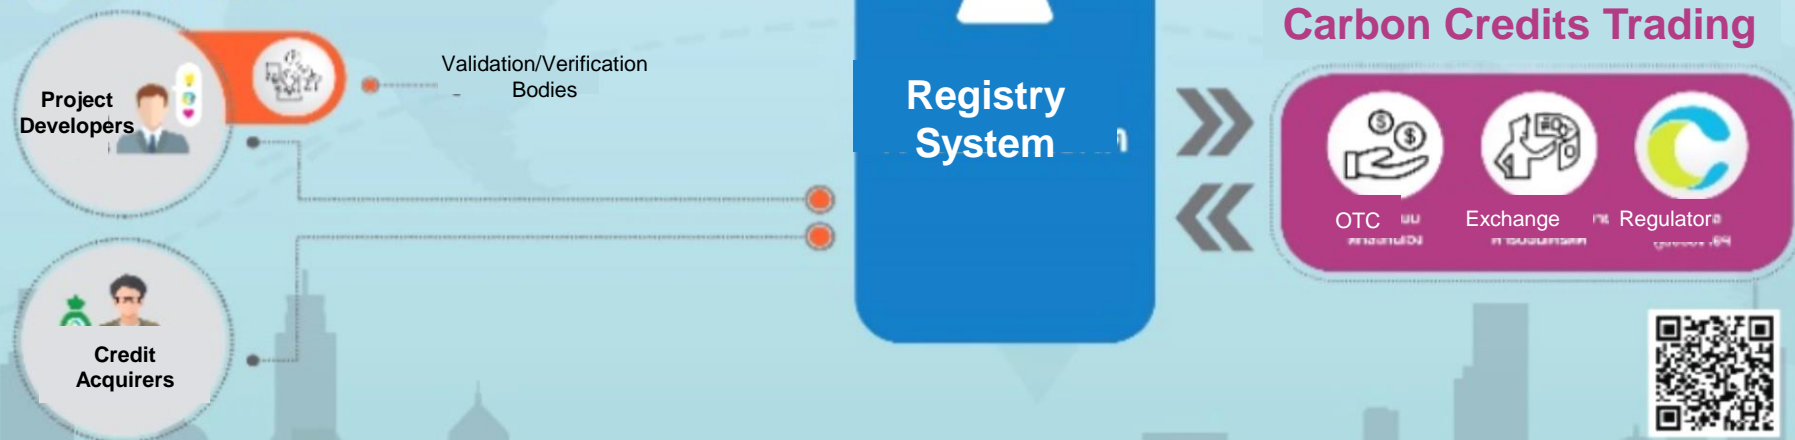 Carbon Credits Trading
Validation/Verification
Bodies
Project
Developers
Registry
System
OTC
Exchange
Regulator
Credit
Acquirers